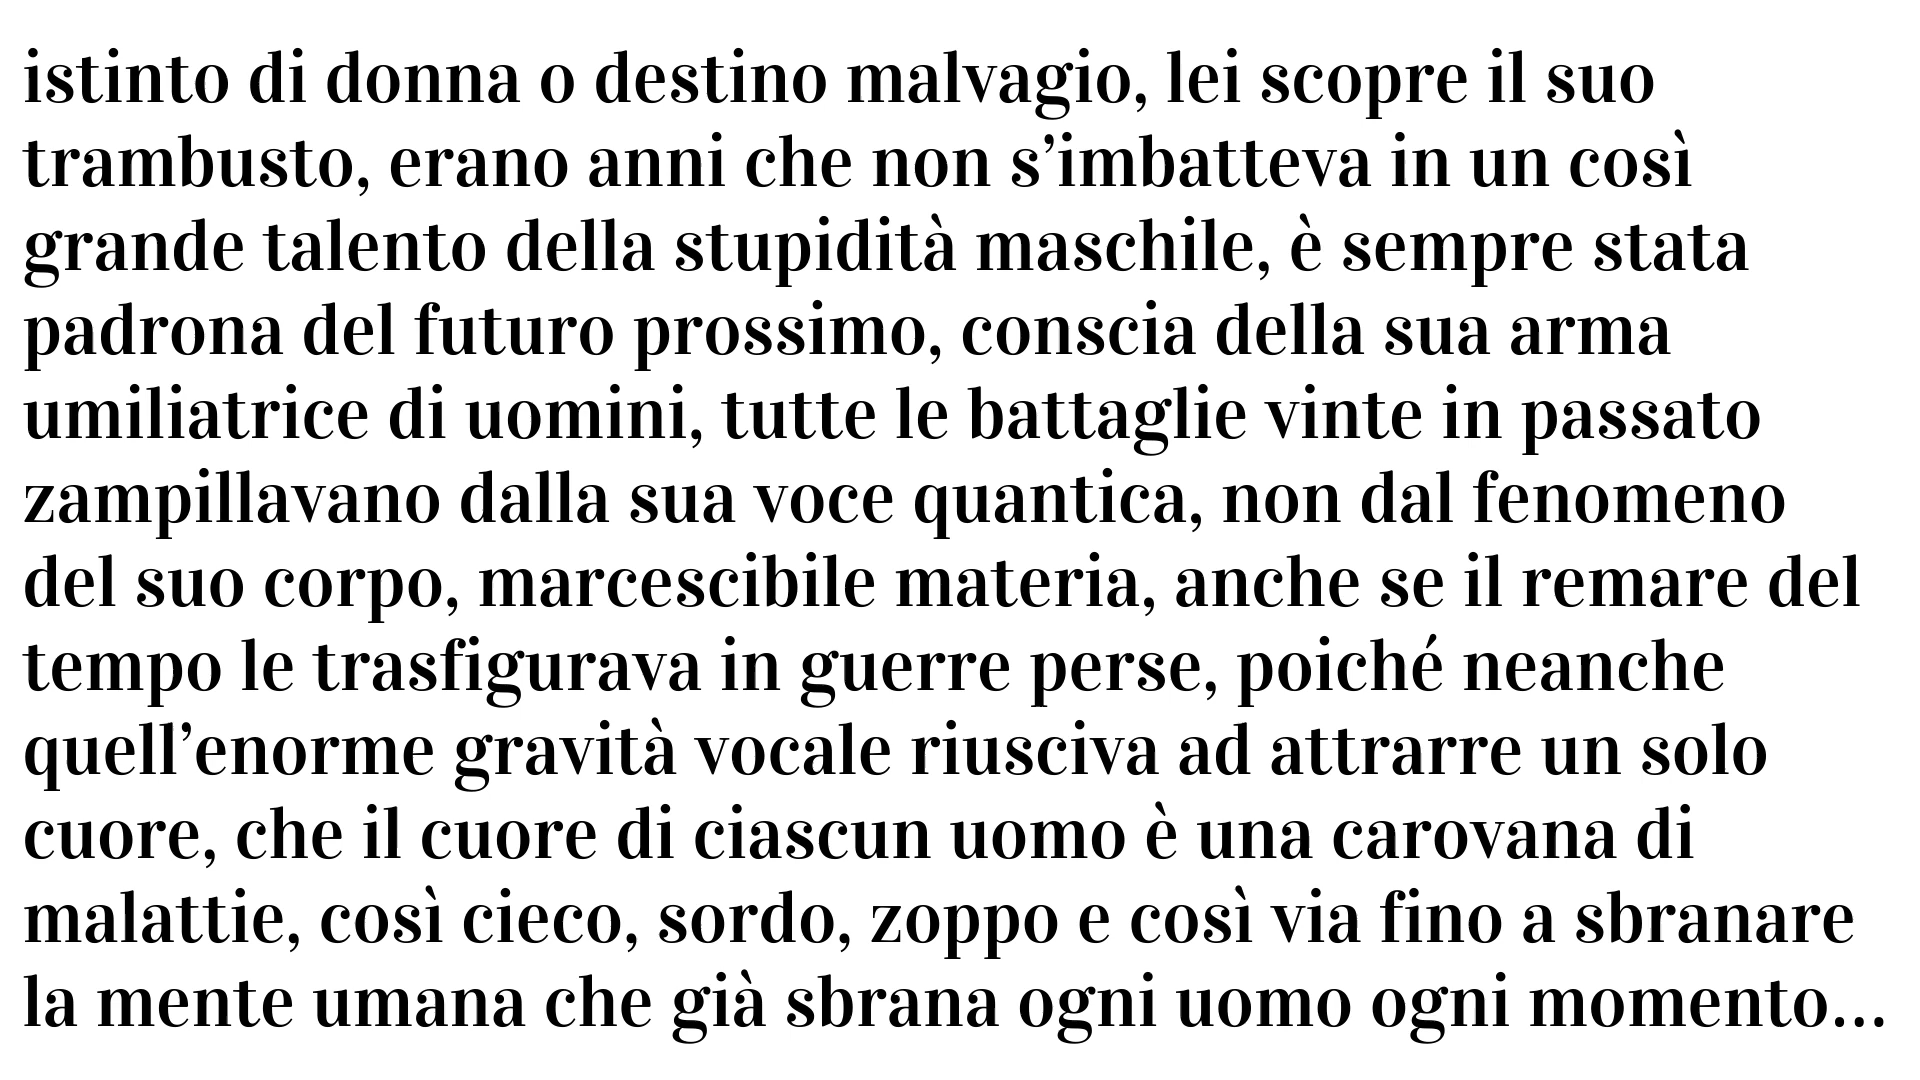 istinto di donna o destino malvagio, lei scopre il suo
trambusto, erano anni che non s’imbatteva in un così
grande talento della stupidità maschile, è sempre stata
padrona del futuro prossimo, conscia della sua arma
umiliatrice di uomini, tutte le battaglie vinte in passato
zampillavano dalla sua voce quantica, non dal fenomeno
del suo corpo, marcescibile materia, anche se il remare del
tempo le trasfigurava in guerre perse, poiché neanche
quell’enorme gravità vocale riusciva ad attrarre un solo
cuore, che il cuore di ciascun uomo è una carovana di
malattie, così cieco, sordo, zoppo e così via fino a sbranare
la mente umana che già sbrana ogni uomo ogni momento...